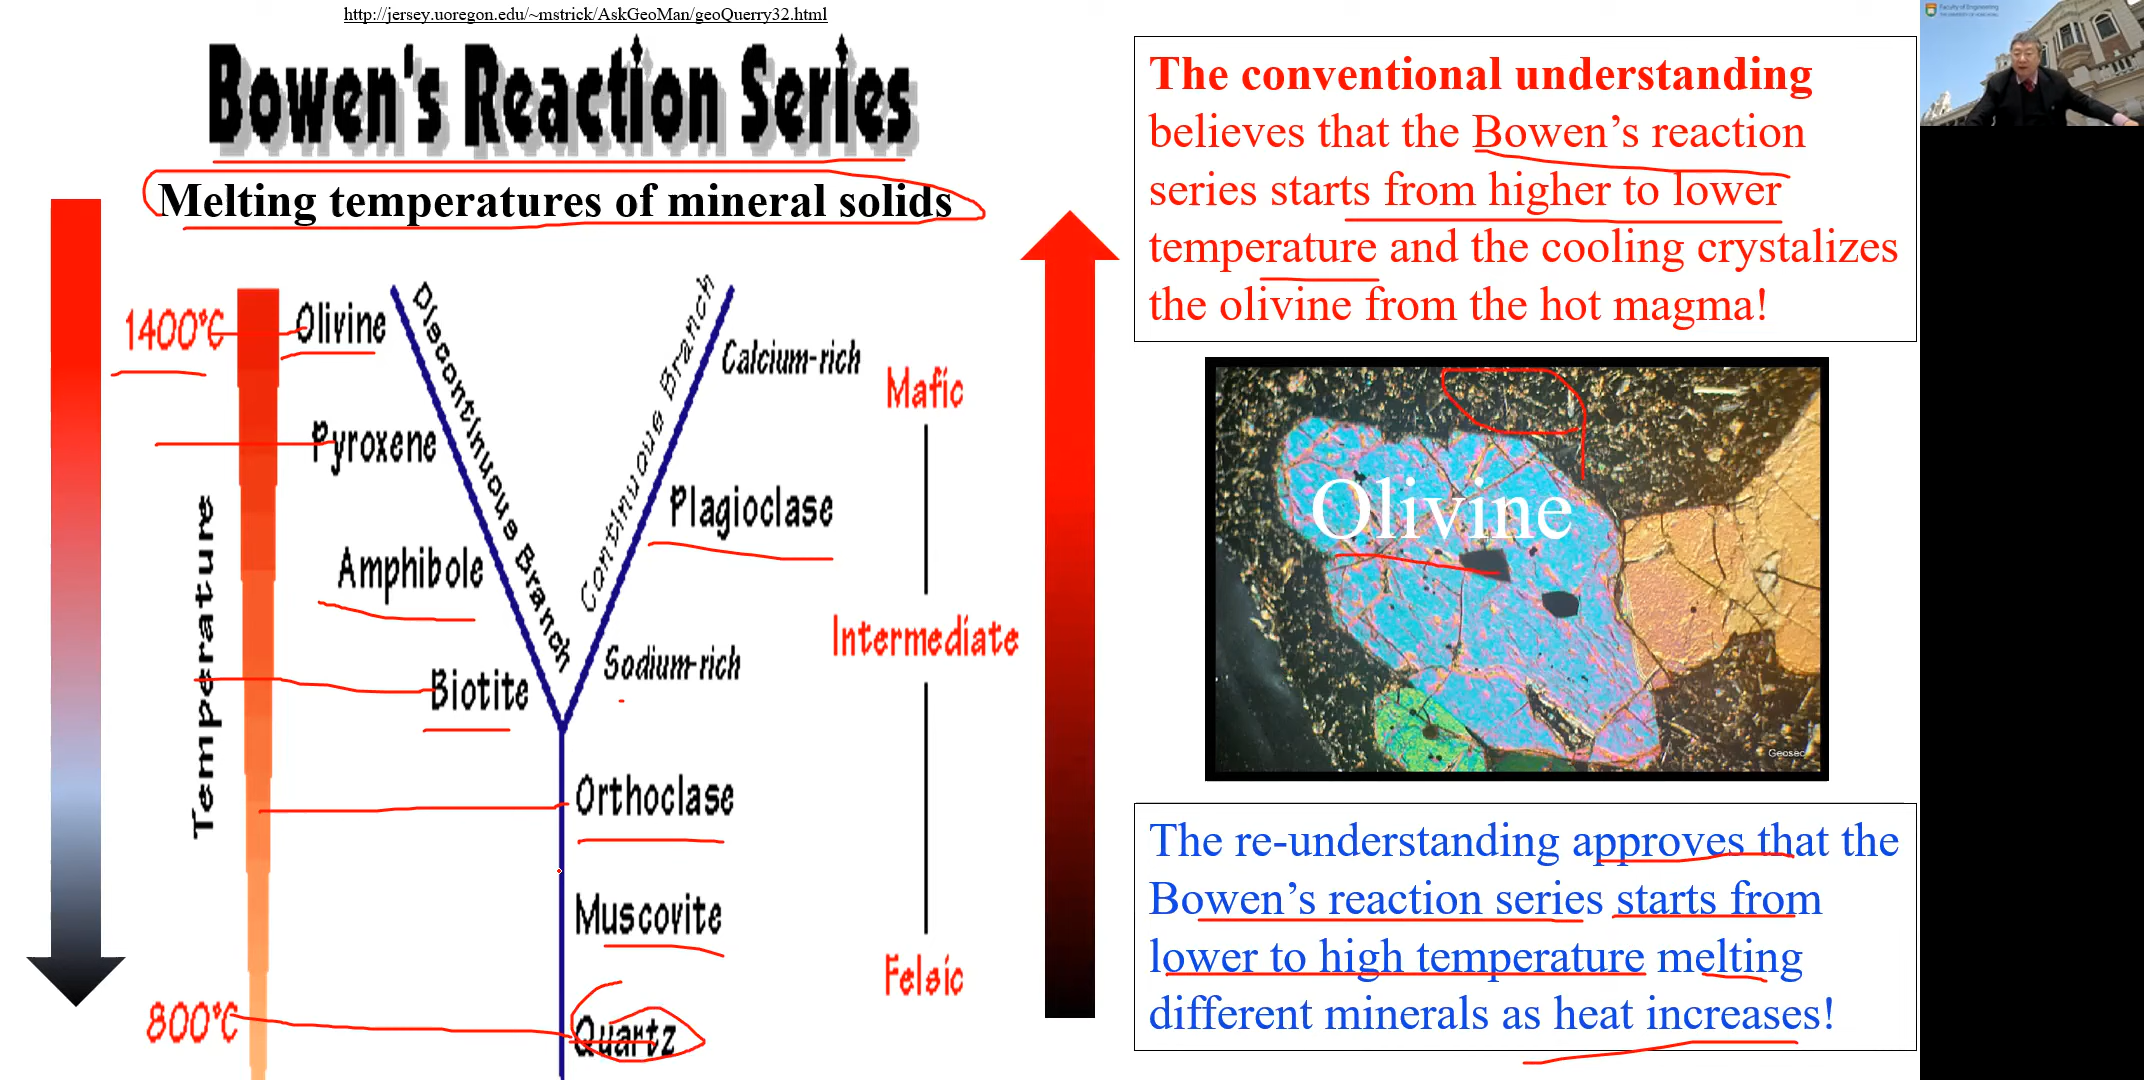 http://jersey.uoregon.edu/~mstrick/AskGeoMan/geoQuerry32.html
Bowen's Reaction Series
Melting temperatures of mineral solids
1400°C
Olivine
Discontinuous Branch
Continuous Branch
Calcium-rich
Mafic
Pyroxene
Plagioclase
Temperature
Amphibole
Intermediate
Sodium-rich
Biotite
Orthoclase
Muscovite
Felsic
800°C
Quartz
The conventional understanding
believes that the Bowen’s reaction
series starts from higher to lower
temperature and the cooling crystalizes
the olivine from the hot magma!
Olivine
Geosec
The re-understanding approves that the
Bowen’s reaction series starts from
lower to high temperature melting
different minerals as heat increases!
Faculty of Engineering